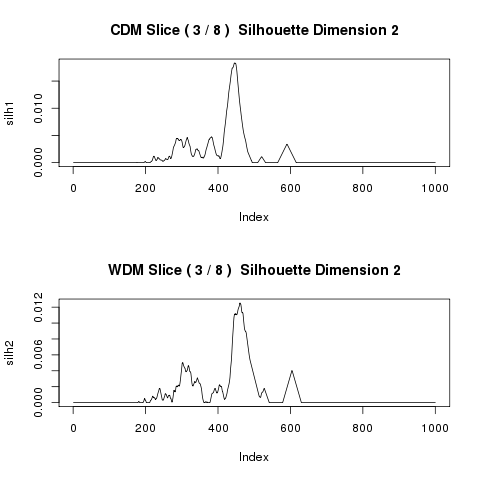 CDM Slice ( 3 / 8 )  Silhouette Dimension 2
silh1
0.000
0.010
0 200 400 600 800 1000
Index
WDM Slice ( 3 / 8 )  Silhouette Dimension 2
silh2
0.000
0.006
0.012
0 200 400 600 800 1000
Index